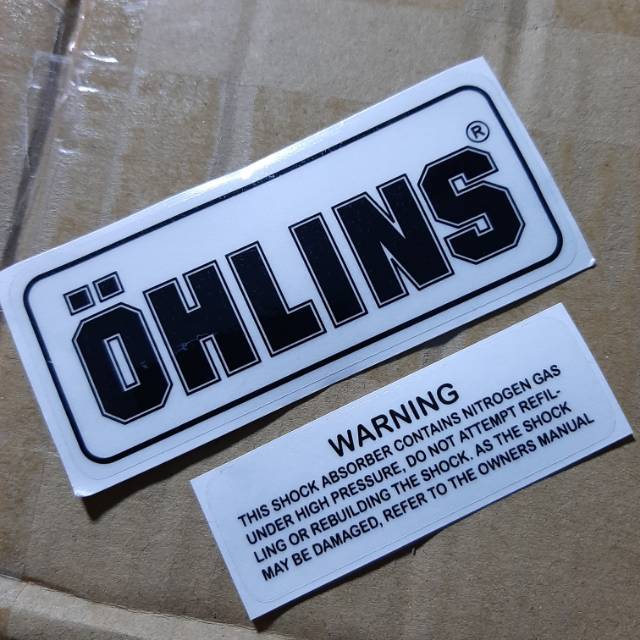 ÖHLINS®
WARNING
THIS SHOCK ABSORBER CONTAINS NITROGEN GAS
UNDER HIGH PRESSURE, DO NOT ATTEMPT REFIL-
LING OR REBUILDING THE SHOCK. AS THE SHOCK
MAY BE DAMAGED, REFER TO THE OWNERS MANUAL